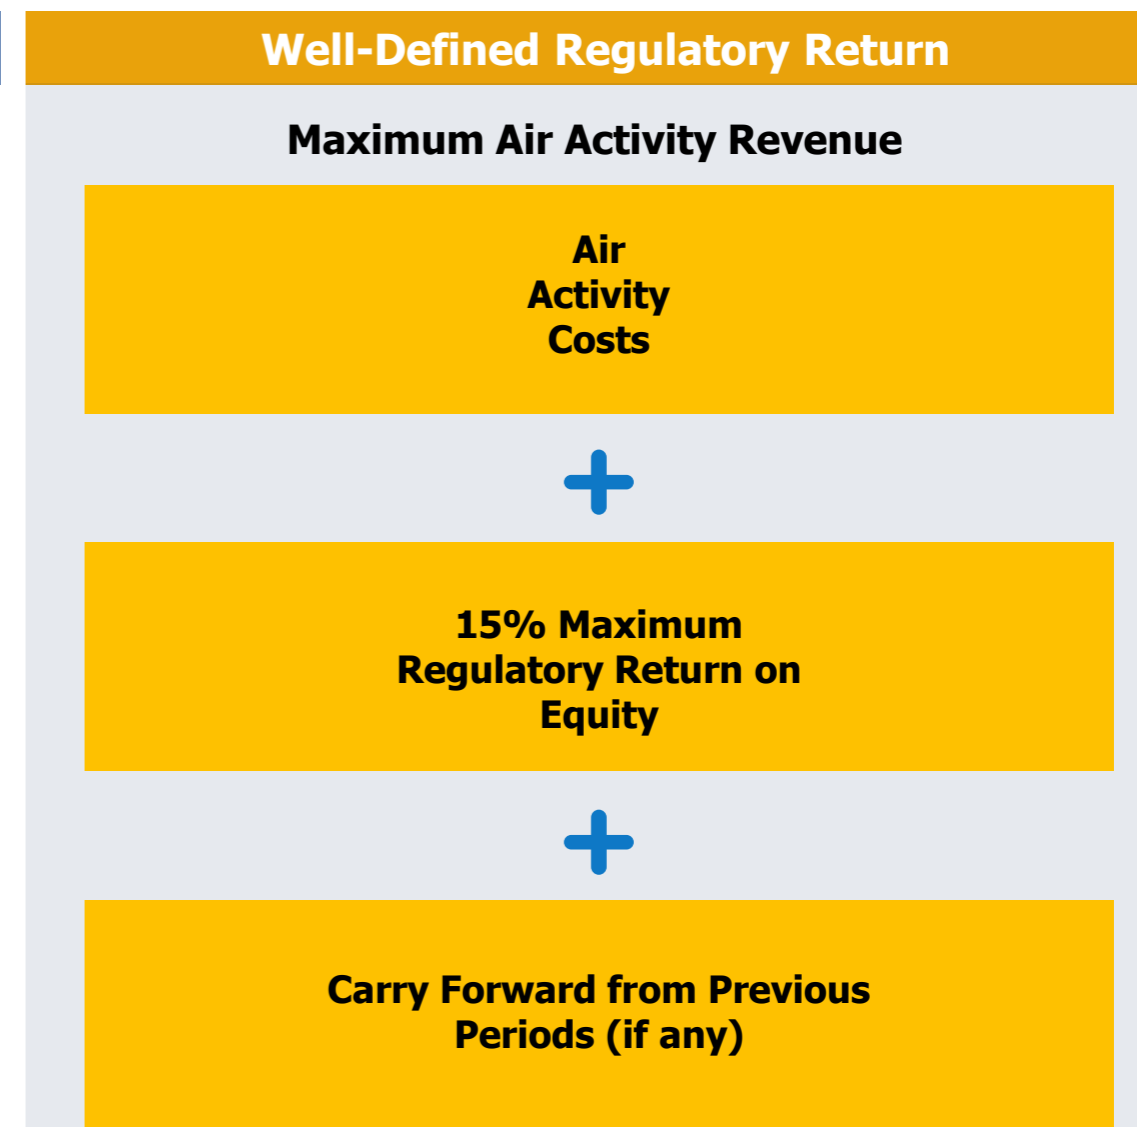 Well-Defined Regulatory Return
Maximum Air Activity Revenue
Air
Activity
Costs
+
15% Maximum
Regulatory Return on
Equity
+
Carry Forward from Previous
Periods (if any)